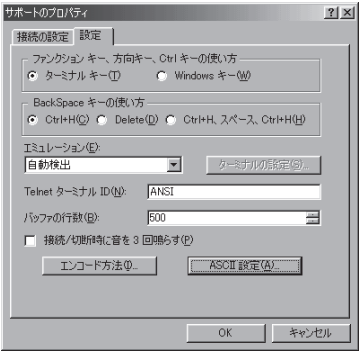 サポートのプロパティ
接続の設定 設定
ファンクション キー、方向キー、Ctrl キーの使い方
ターミナル キー(T) Windows キー(W)
BackSpace キーの使い方
Ctrl+H(C) Delete(D) Ctrl+H、スペース、Ctrl+H(H)
エミュレーション(E):
自動検出 ターミナルの設定(S)...
Telnet ターミナル ID(N): ANSI
バッファの行数(B): 500
接続/切断時に音を 3 回鳴らす(P)
エンコード方法(I)... ASCII 設定(A)...
OK キャンセル